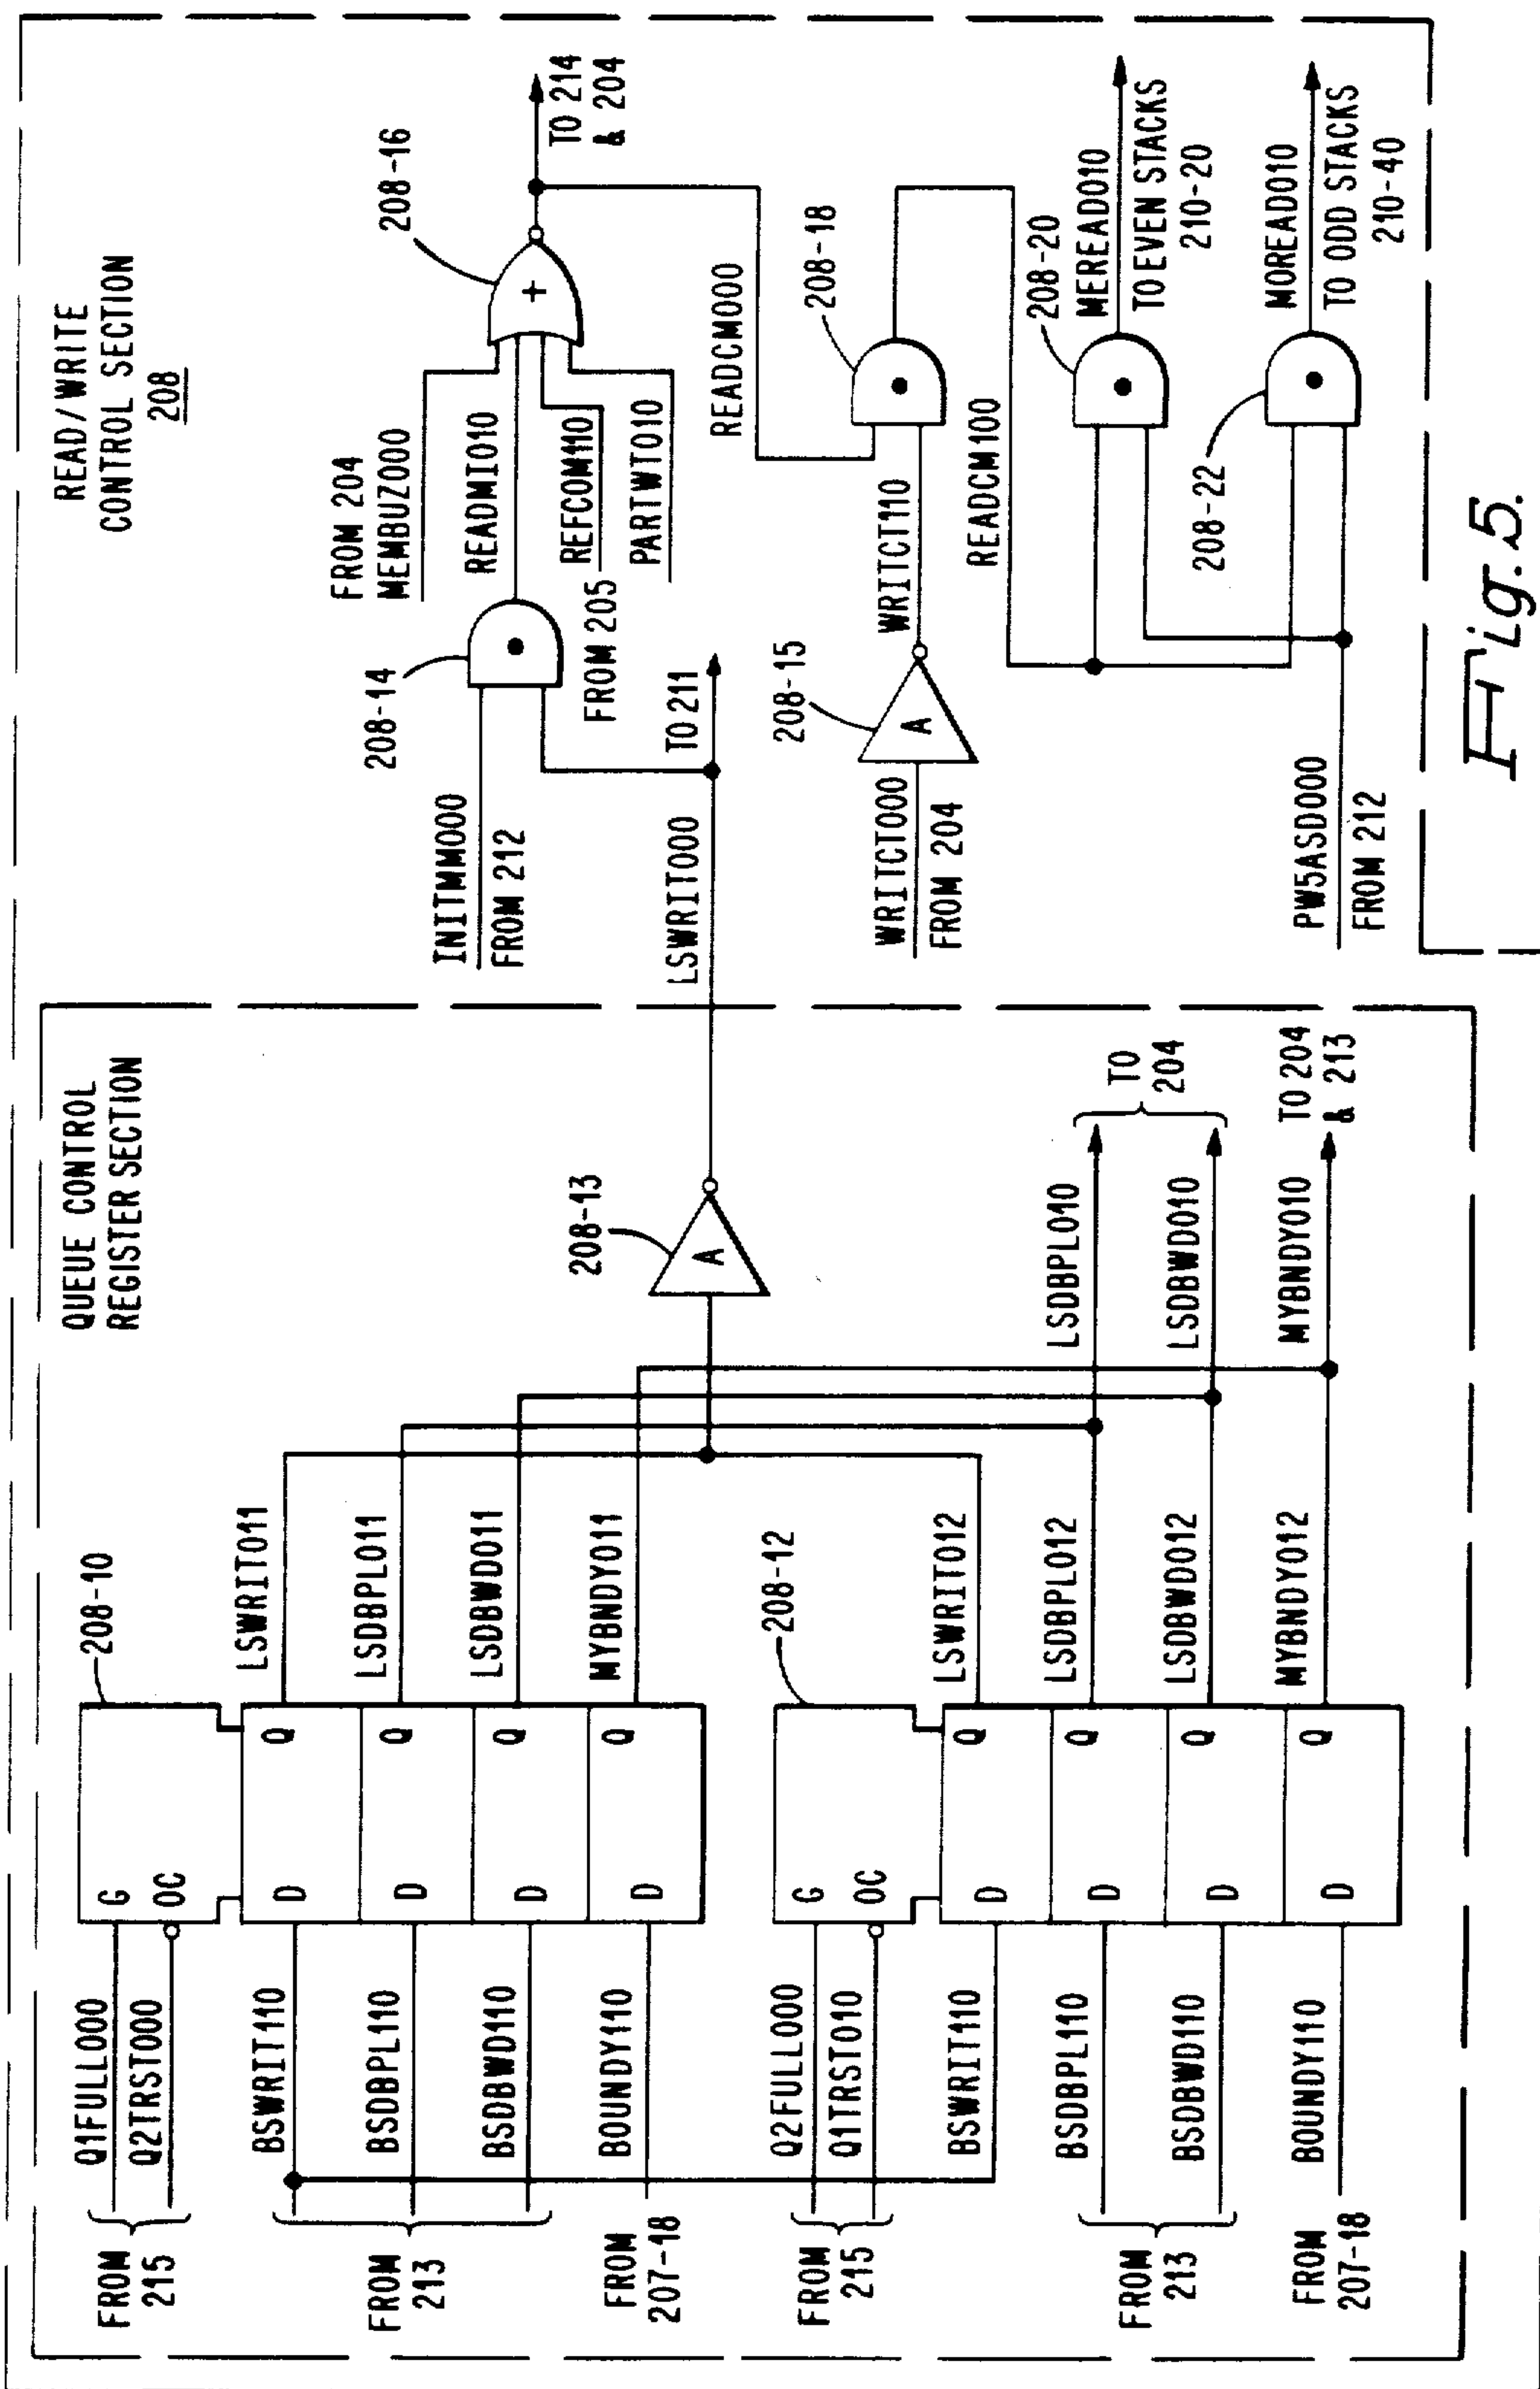 READ/WRITE
CONTROL SECTION
208
QUEUE CONTROL
REGISTER SECTION
208-10
FROM
215
Q1FULL000
Q2TRST000
G
OC
FROM
213
BSWRIT110
BSDBPL110
BSDBWD110
FROM
207-18
BOUNDY110
D
Q
D
Q
D
Q
D
Q
LSWRIT011
LSDBPL011
LSDBWD011
MYBNDY011
208-12
FROM
215
Q2FULL000
Q1TRST010
G
OC
BSWRIT110
FROM
213
BSDBPL110
BSDBWD110
FROM
207-18
BOUNDY110
D
Q
D
Q
D
Q
D
Q
LSWRIT012
LSDBPL012
LSDBWD012
MYBNDY012
208-13
A
LSDBPL010
LSDBWD010
TO
204
MYBNDY010
TO 204
& 213
LSWRIT000
TO 211
INITMM000
FROM 212
208-14
FROM 204
MEMBUZ000
READMI010
REFCOM110
FROM 205
PARTWT010
208-16
+
TO 214
& 204
READCM000
WRITCT000
FROM 204
208-15
A
WRITCT110
208-18
READCM100
208-20
MEREAD010
TO EVEN STACKS
210-20
208-22
MOREAD010
TO ODD STACKS
210-40
PW5ASD000
FROM 212
Fig. 5.